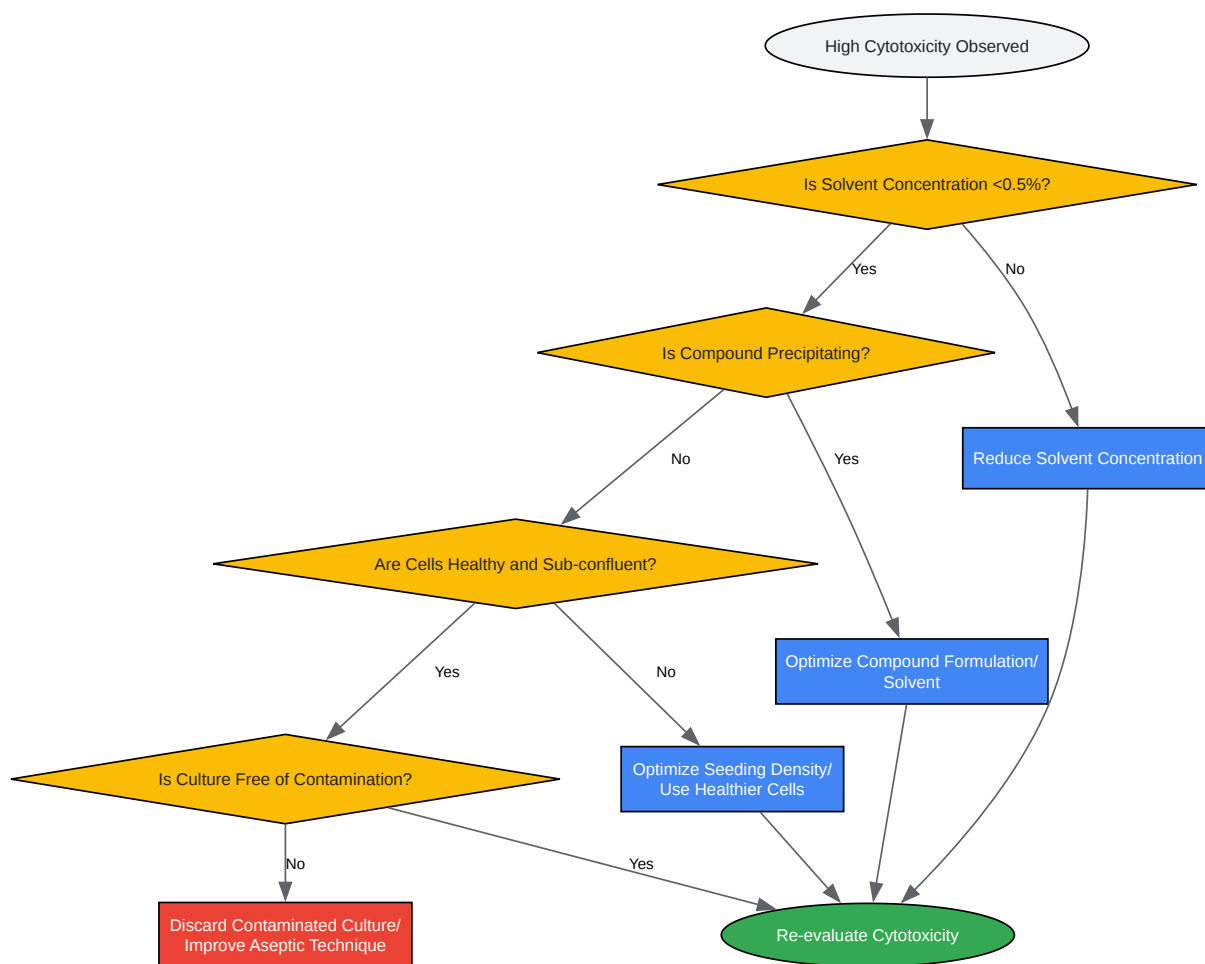 High Cytotoxicity Observed
Is Solvent Concentration <0.5%?
Yes
No
Is Compound Precipitating?
No
Yes
Reduce Solvent Concentration
Are Cells Healthy and Sub-confluent?
Yes
No
Optimize Compound Formulation/
Solvent
Is Culture Free of Contamination?
Optimize Seeding Density/
Use Healthier Cells
No
Yes
Discard Contaminated Culture/
Improve Aseptic Technique
Re-evaluate Cytotoxicity